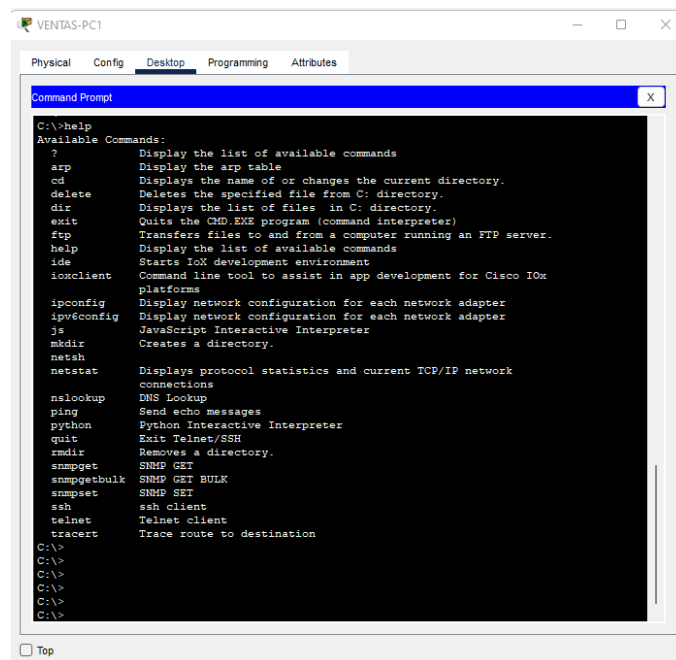 VENTAS-PC1
Physical Config Desktop Programming Attributes
Command Prompt X
C:\>help
Available Commands:
? Display the list of available commands
arp Display the arp table
cd Displays the name of or changes the current directory.
delete Deletes the specified file from C: directory.
dir Displays the list of files in C: directory.
exit Quits the CMD.EXE program (command interpreter)
ftp Transfers files to and from a computer running an FTP server.
help Display the list of available commands
ide Starts IoX development environment
ioxclient Command line tool to assist in app development for Cisco IOx
platforms
ipconfig Display network configuration for each network adapter
ipv6config Display network configuration for each network adapter
js JavaScript Interactive Interpreter
mkdir Creates a directory.
netsh
netstat Displays protocol statistics and current TCP/IP network
connections
nslookup DNS Lookup
ping Send echo messages
python Python Interactive Interpreter
quit Exit Telnet/SSH
rmdir Removes a directory.
snmpget SNMP GET
snmpgetbulk SNMP GET BULK
snmpset SNMP SET
ssh ssh client
telnet Telnet client
tracert Trace route to destination
C:\>
C:\>
C:\>
C:\>
C:\>
C:\>
Top